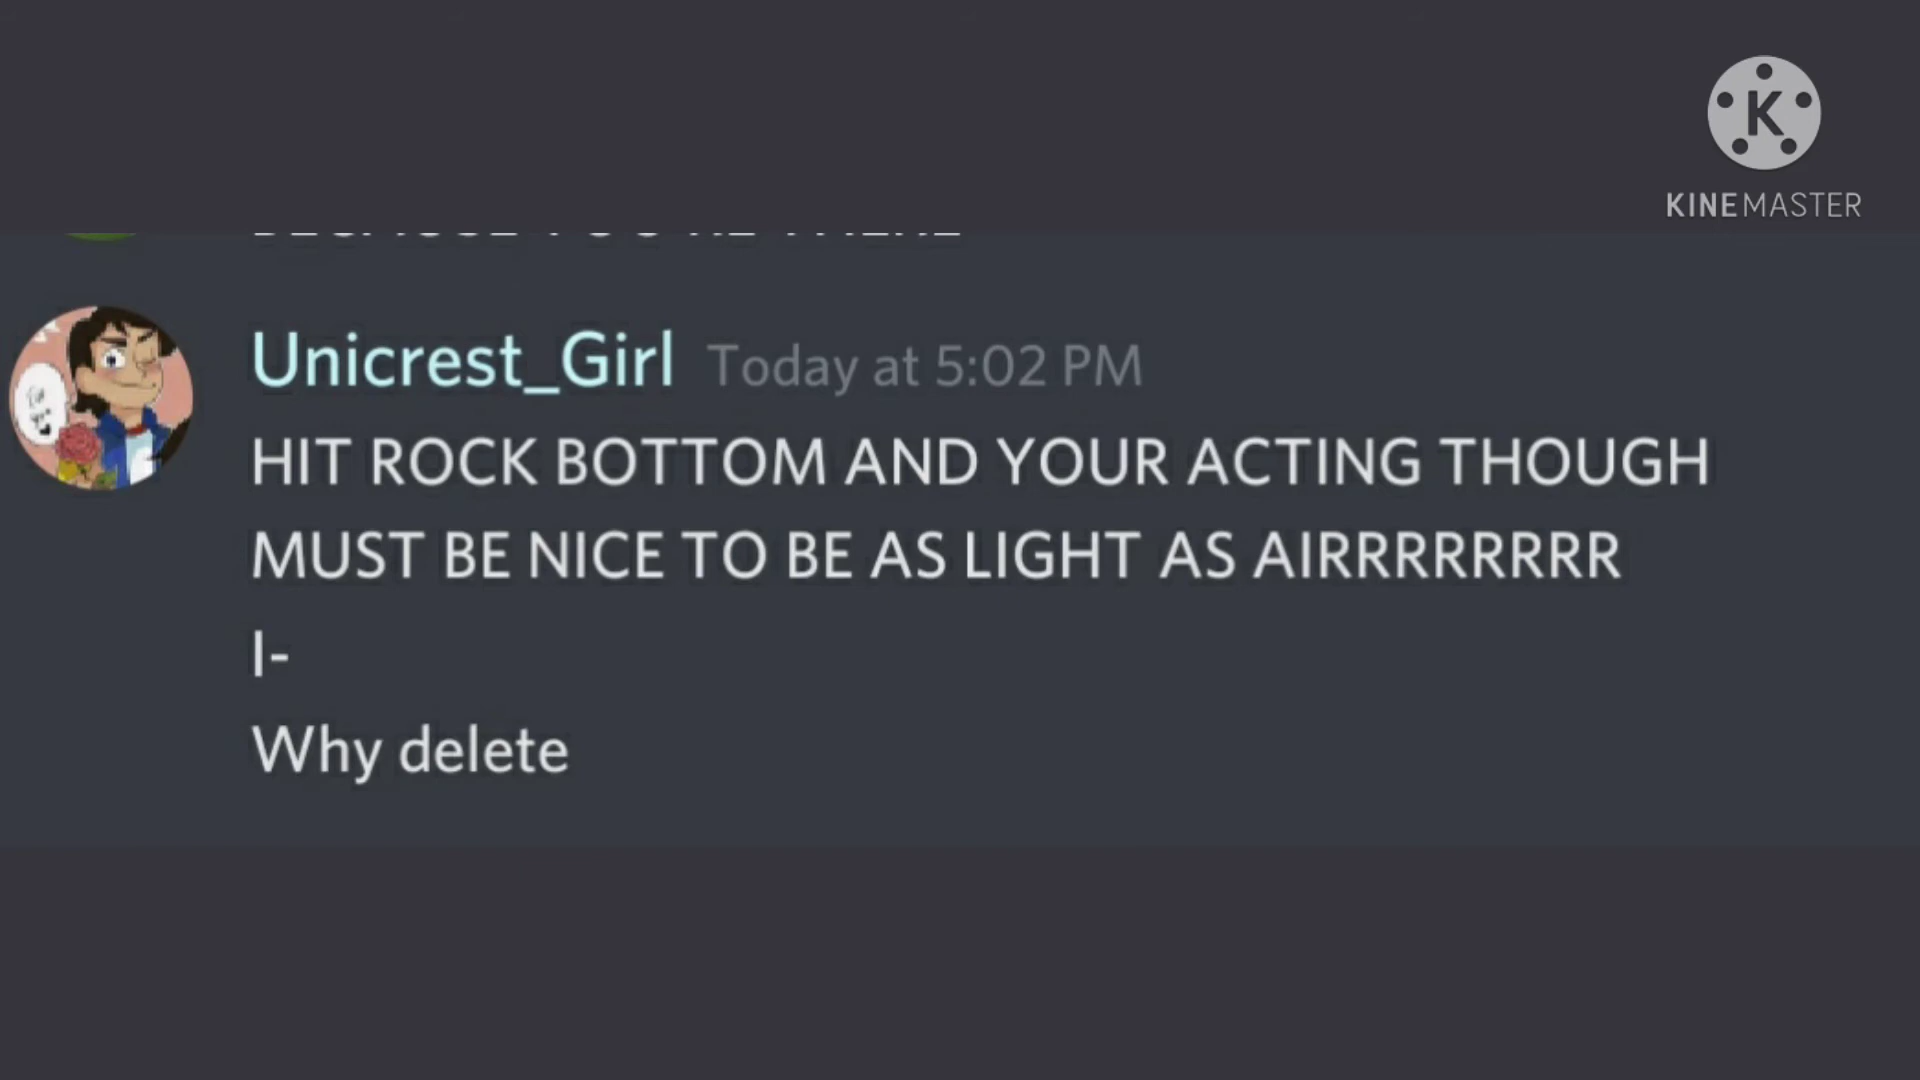 KINEMASTER
Unicrest_Girl Today at 5:02 PM
HIT ROCK BOTTOM AND YOUR ACTING THOUGH
MUST BE NICE TO BE AS LIGHT AS AIRRRRRRRR
I-
Why delete